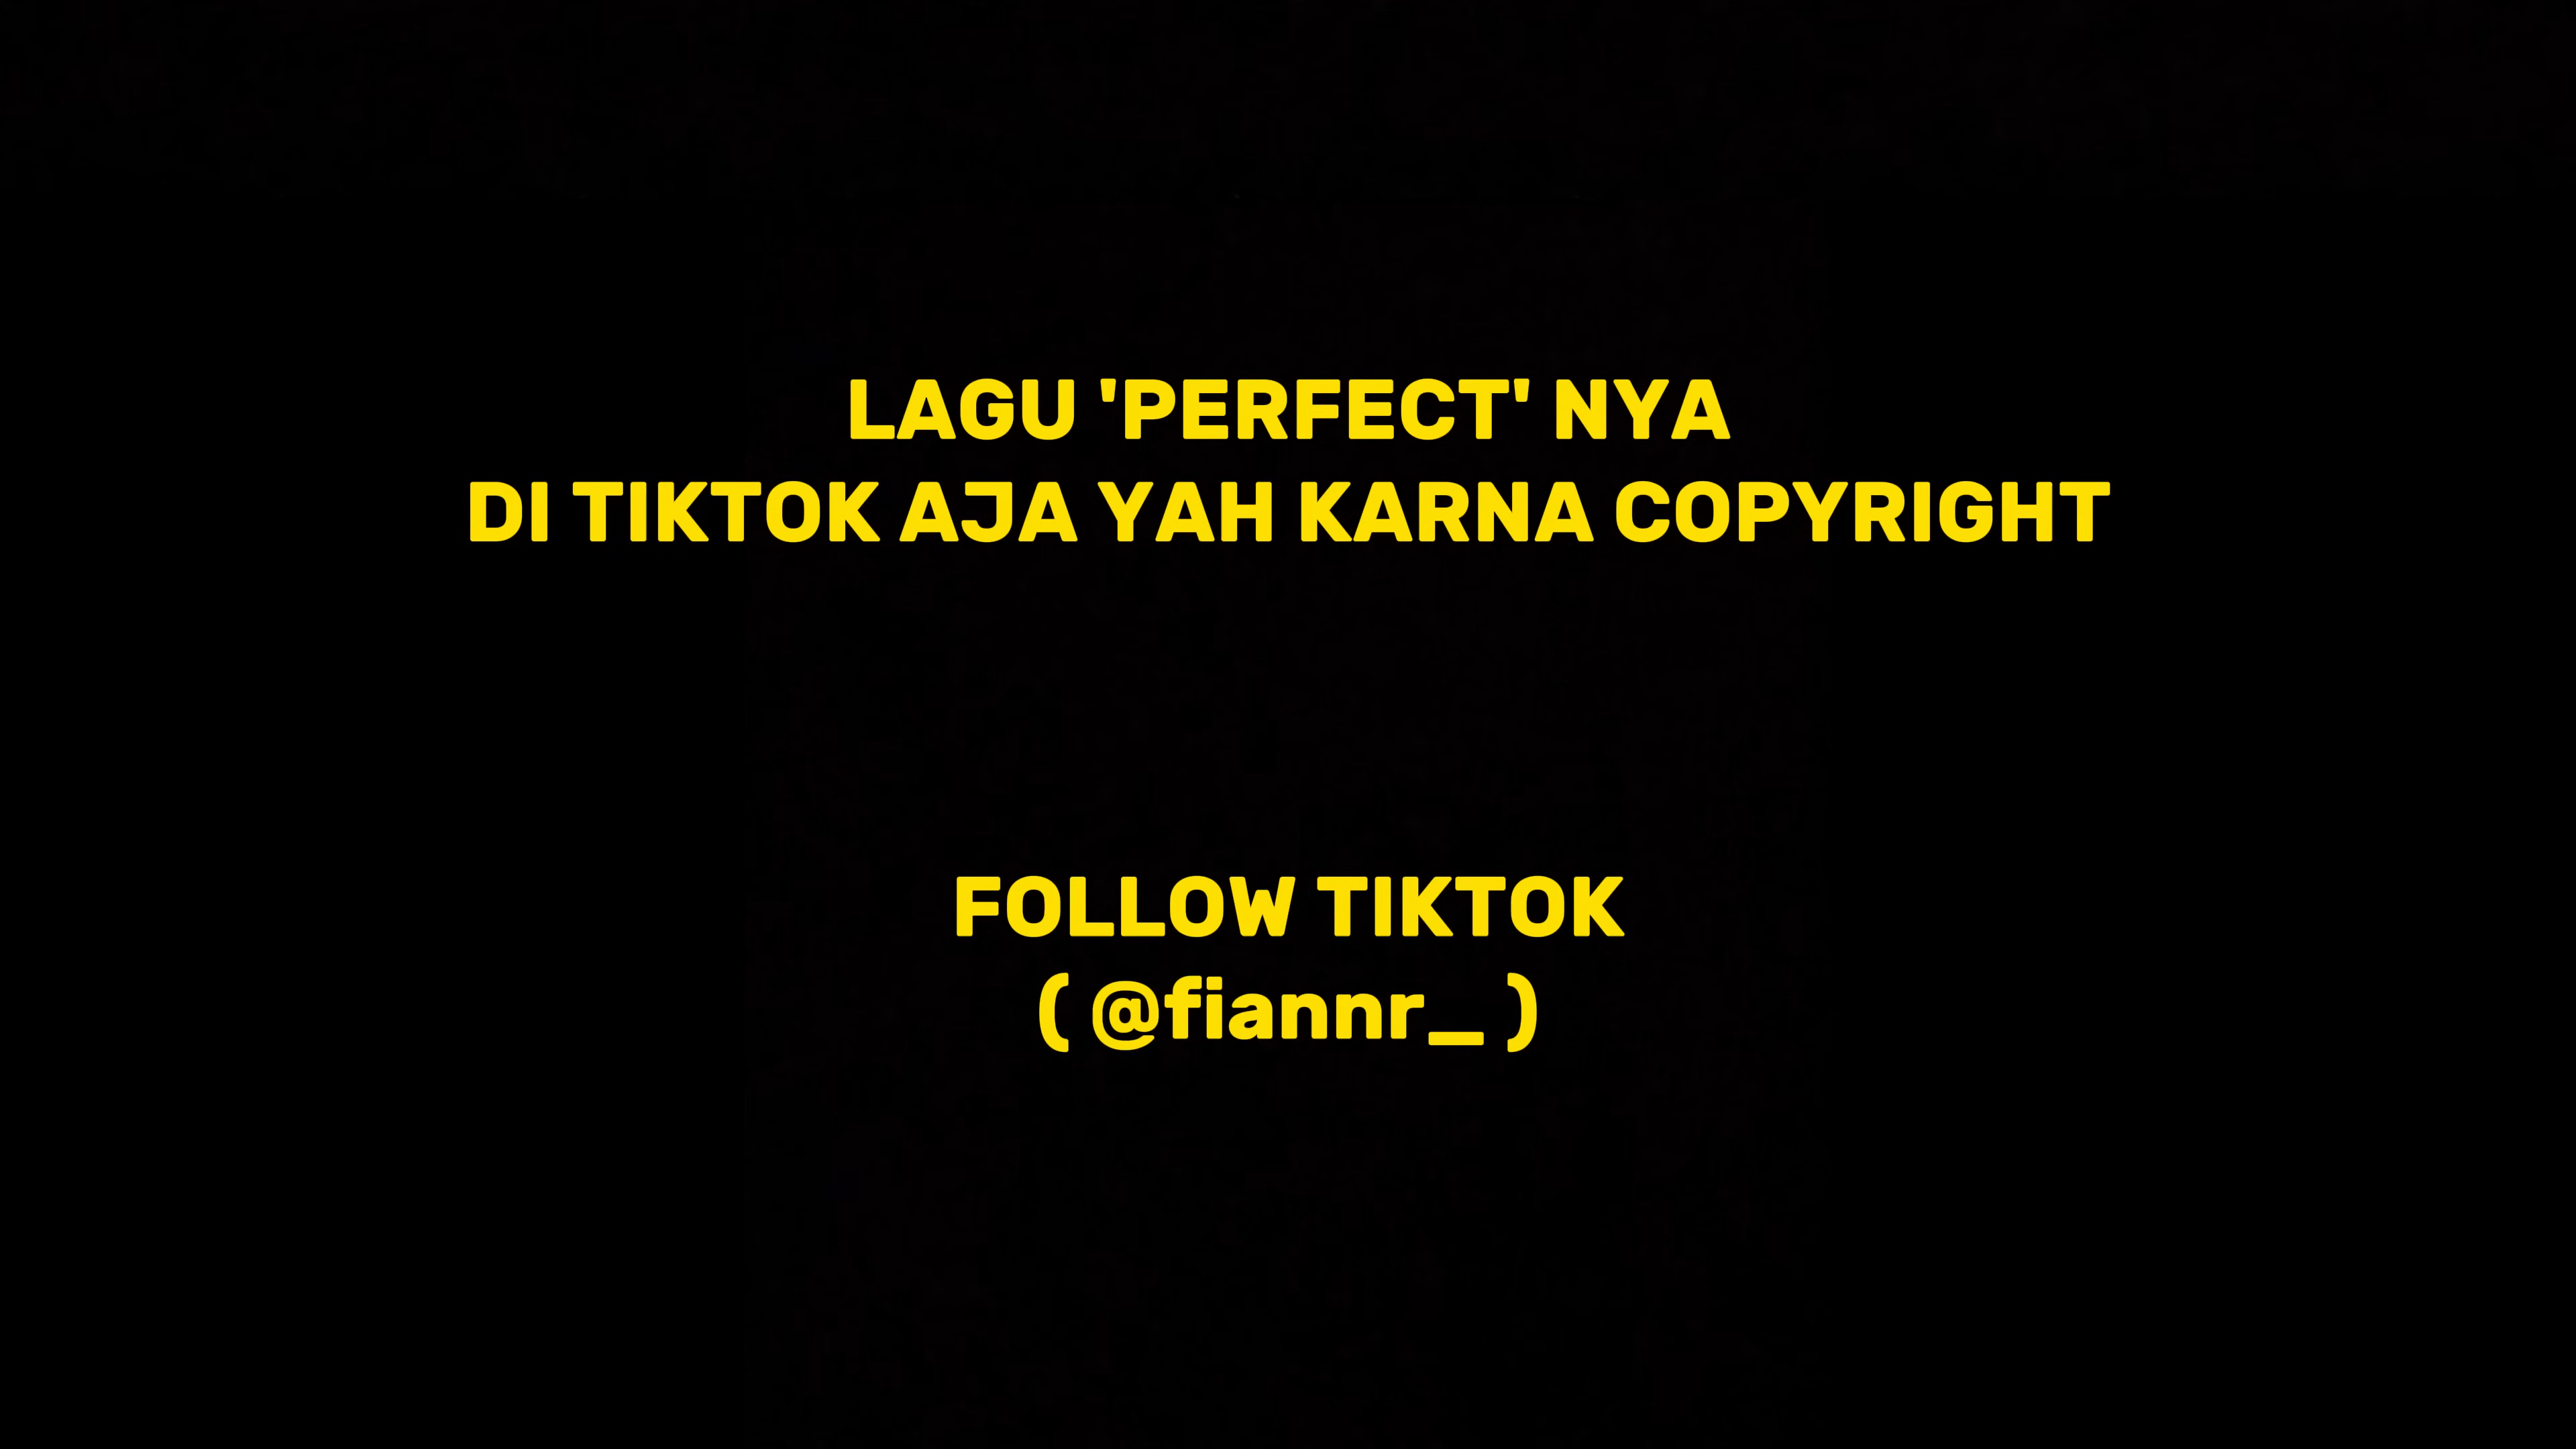 LAGU 'PERFECT' NYA
DI TIKTOK AJA YAH KARNA COPYRIGHT
FOLLOW TIKTOK
( @fiannr_ )